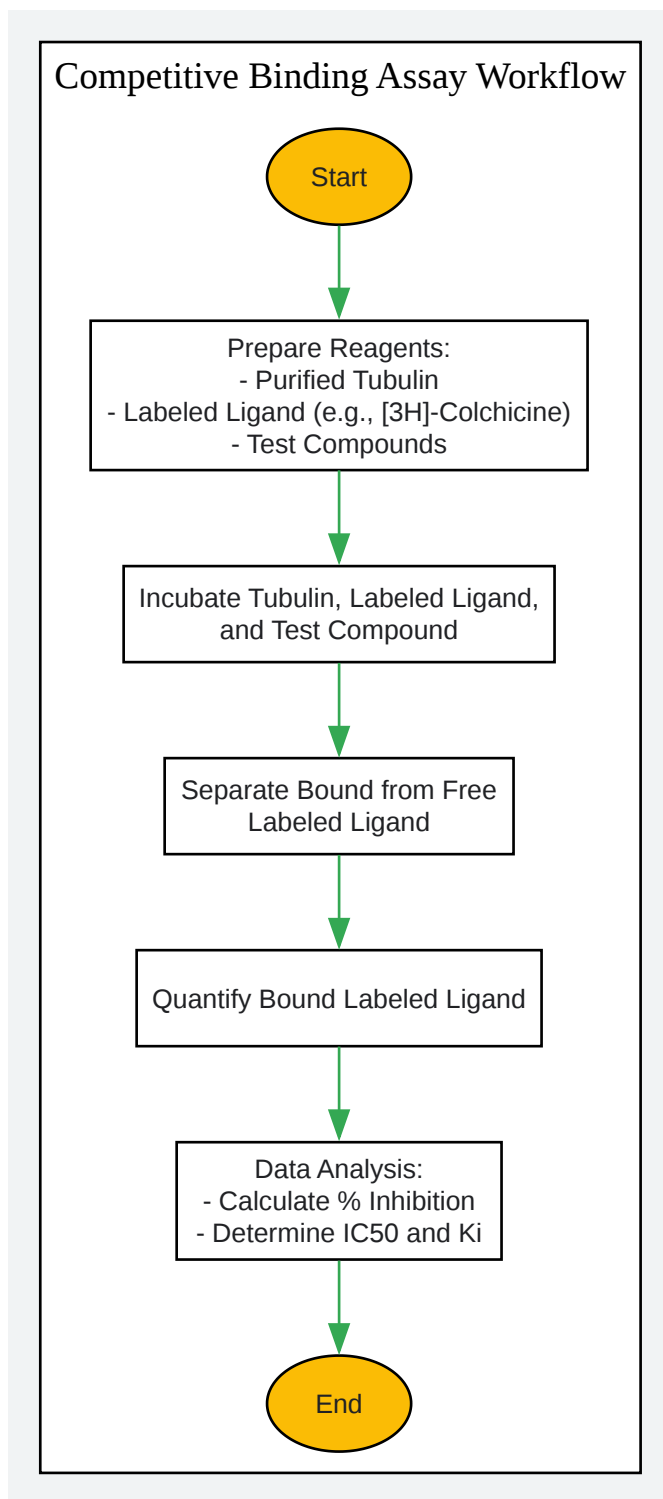 Competitive Binding Assay Workflow
Start
Prepare Reagents:
- Purified Tubulin
- Labeled Ligand (e.g., [3H]-Colchicine)
- Test Compounds
Incubate Tubulin, Labeled Ligand,
and Test Compound
Separate Bound from Free
Labeled Ligand
Quantify Bound Labeled Ligand
Data Analysis:
- Calculate % Inhibition
- Determine IC50 and Ki
End